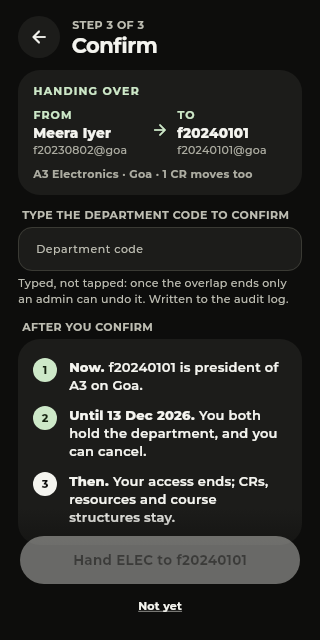 STEP 3 OF 3
Confirm
HANDING OVER
FROM
Meera Iyer
f20230802@goa
TO
f20240101
f20240101@goa
A3 Electronics · Goa · 1 CR moves too
TYPE THE DEPARTMENT CODE TO CONFIRM
Department code
Typed, not tapped: once the overlap ends only
an admin can undo it. Written to the audit log.
AFTER YOU CONFIRM
1
Now. f20240101 is president of
A3 on Goa.
2
Until 13 Dec 2026. You both
hold the department, and you
can cancel.
3
Then. Your access ends; CRs,
resources and course
structures stay.
Hand ELEC to f20240101
Not yet